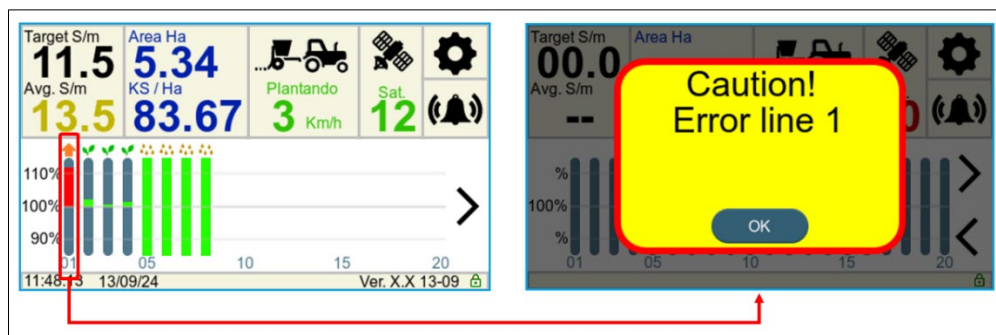 Target S/m Area Ha
11.5 5.34
Avg. S/m KS / Ha Plantando Sat.
13.5 83.67 3 Km/h 12
110%
100%
90%
01 05 10 15 20
11:48:13 13/09/24 Ver. X.X 13-09
Target S/m Area Ha
00.0
Avg. S/m
-- 0
Caution!
Error line 1
OK
%
100%
%
01 05 10 15 20